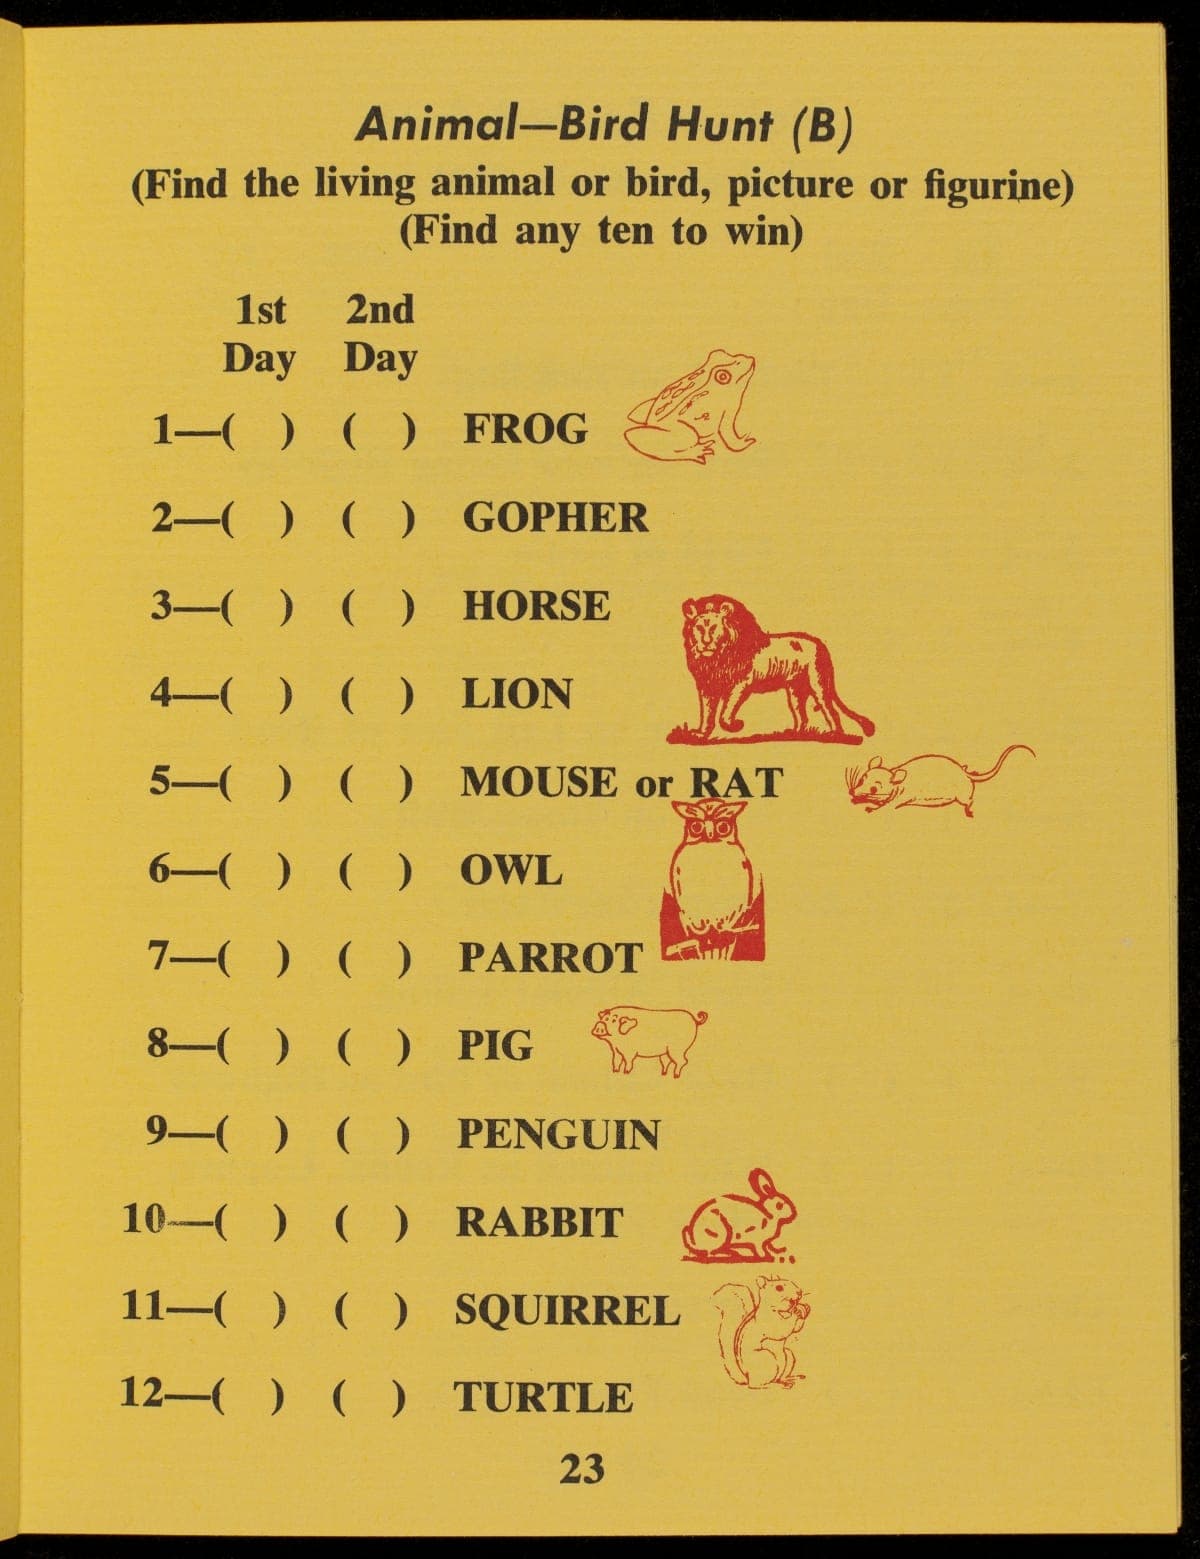 Animal—Bird Hunt (B)
(Find the living animal or bird, picture or figurine)
(Find any ten to win)
1st 2nd
Day Day
1—( ) ( ) FROG
2—( ) ( ) GOPHER
3—( ) ( ) HORSE
4—( ) ( ) LION
5—( ) ( ) MOUSE or RAT
6—( ) ( ) OWL
7—( ) ( ) PARROT
8—( ) ( ) PIG
9—( ) ( ) PENGUIN
10—( ) ( ) RABBIT
11—( ) ( ) SQUIRREL
12—( ) ( ) TURTLE
23